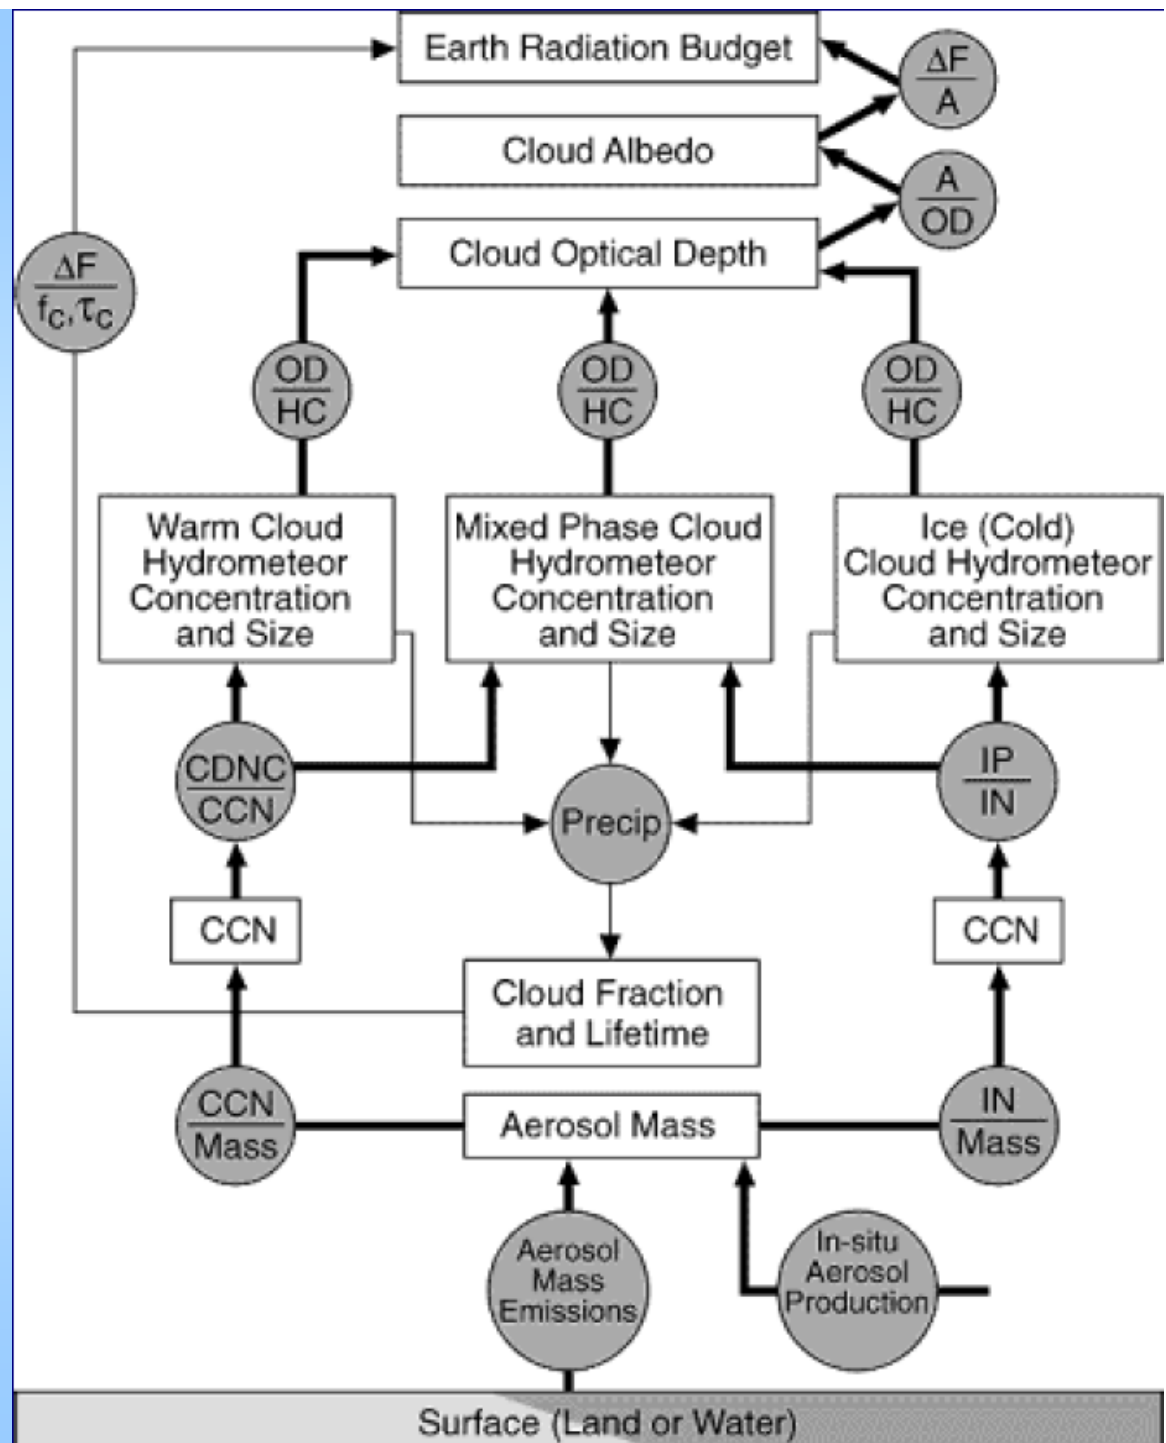 Earth Radiation Budget
ΔF
A
Cloud Albedo
A
OD
Cloud Optical Depth
ΔF
fC,τC
OD
HC
OD
HC
OD
HC
Warm Cloud
Hydrometeor
Concentration
and Size
Mixed Phase Cloud
Hydrometeor
Concentration
and Size
Ice (Cold)
Cloud Hydrometeor
Concentration
and Size
CDNC
CCN
Precip
IP
IN
CCN
CCN
Cloud Fraction
and Lifetime
CCN
Mass
Aerosol Mass
IN
Mass
Aerosol
Mass
Emissions
In-situ
Aerosol
Production
Surface (Land or Water)